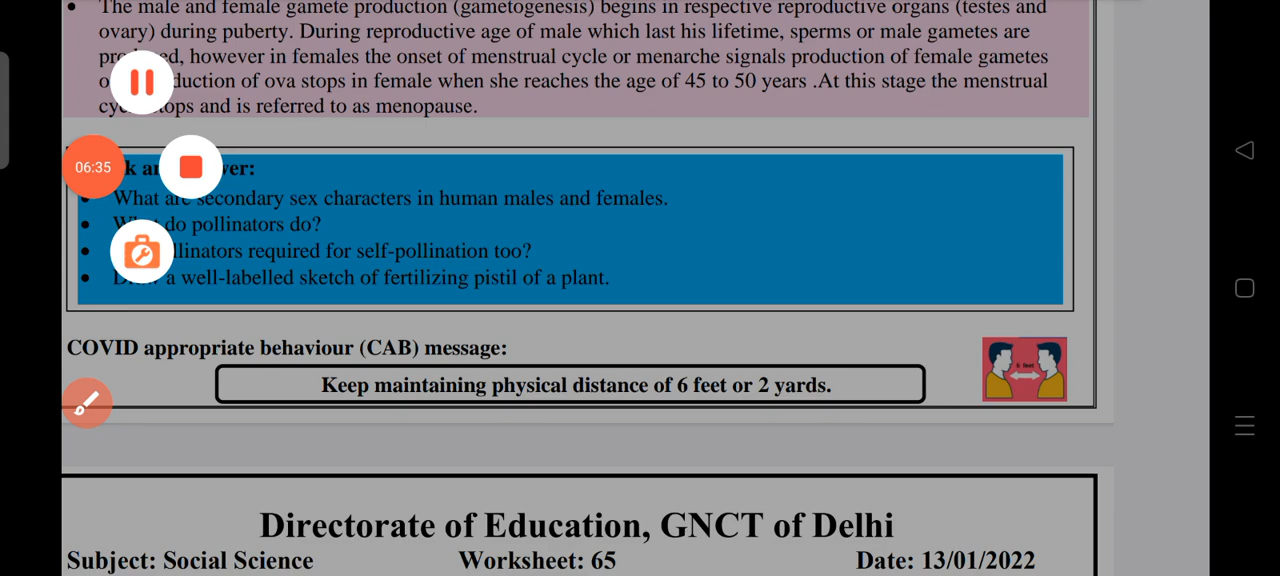 The male and female gamete production (gametogenesis) begins in respective reproductive organs (testes and
ovary) during puberty. During reproductive age of male which last his lifetime, sperms or male gametes are
however in females the onset of menstrual cycle or menarche signals production of female gametes
of ova stops in female when she reaches the age of 45 to 50 years .At this stage the menstrual
and is referred to as menopause.
06:35
What are secondary sex characters in human males and females.
do pollinators do?
required for self-pollination too?
a well-labelled sketch of fertilizing pistil of a plant.
COVID appropriate behaviour (CAB) message:
6 feet
Keep maintaining physical distance of 6 feet or 2 yards.
Directorate of Education, GNCT of Delhi
Subject: Social Science Worksheet: 65 Date: 13/01/2022